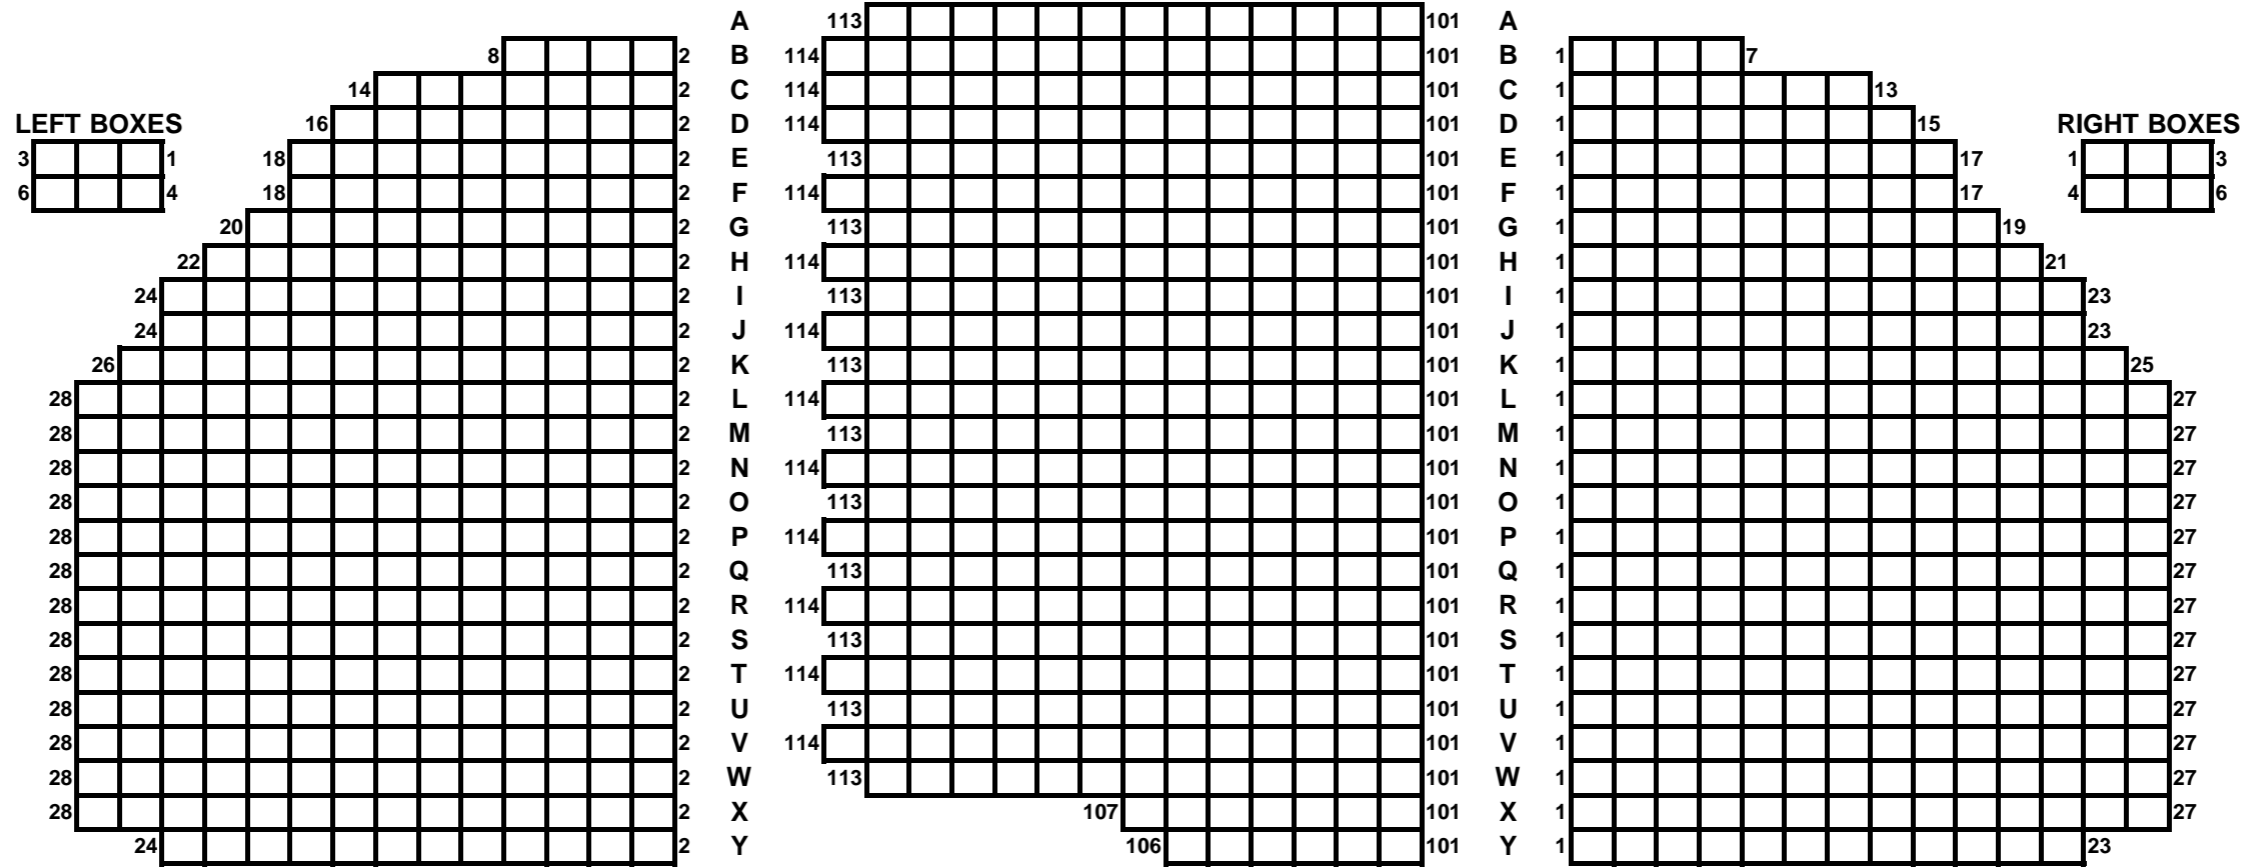 A 113 101 A
8 2 B 114 101 B 1 7
14 2 C 114 101 C 1 13
LEFT BOXES 16 2 D 114 101 D 1 15 RIGHT BOXES
3 1 18 2 E 113 101 E 1 17 1 3
6 4 18 2 F 114 101 F 1 17 4 6
20 2 G 113 101 G 1 19
22 2 H 114 101 H 1 21
24 2 I 113 101 I 1 23
24 2 J 114 101 J 1 23
26 2 K 113 101 K 1 25
28 2 L 114 101 L 1 27
28 2 M 113 101 M 1 27
28 2 N 114 101 N 1 27
28 2 O 113 101 O 1 27
28 2 P 114 101 P 1 27
28 2 Q 113 101 Q 1 27
28 2 R 114 101 R 1 27
28 2 S 113 101 S 1 27
28 2 T 114 101 T 1 27
28 2 U 113 101 U 1 27
28 2 V 114 101 V 1 27
28 2 W 113 101 W 1 27
28 2 X 107 101 X 1 27
24 2 Y 106 101 Y 1 23